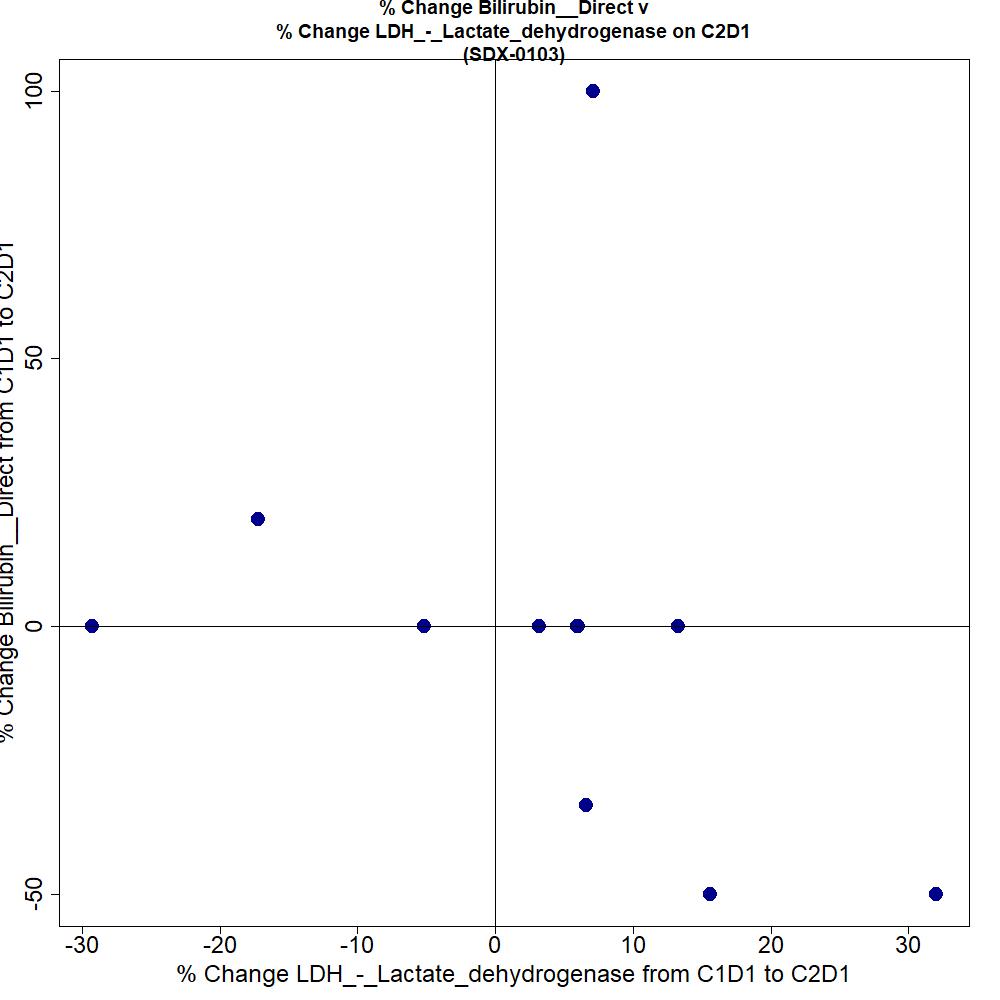 % Change Bilirubin__Direct v
% Change LDH_-_Lactate_dehydrogenase on C2D1
(SDX-0103)
% Change Bilirubin__Direct from C1D1 to C2D1
100
50
0
-50
-30
-20
-10
0
10
20
30
% Change LDH_-_Lactate_dehydrogenase from C1D1 to C2D1